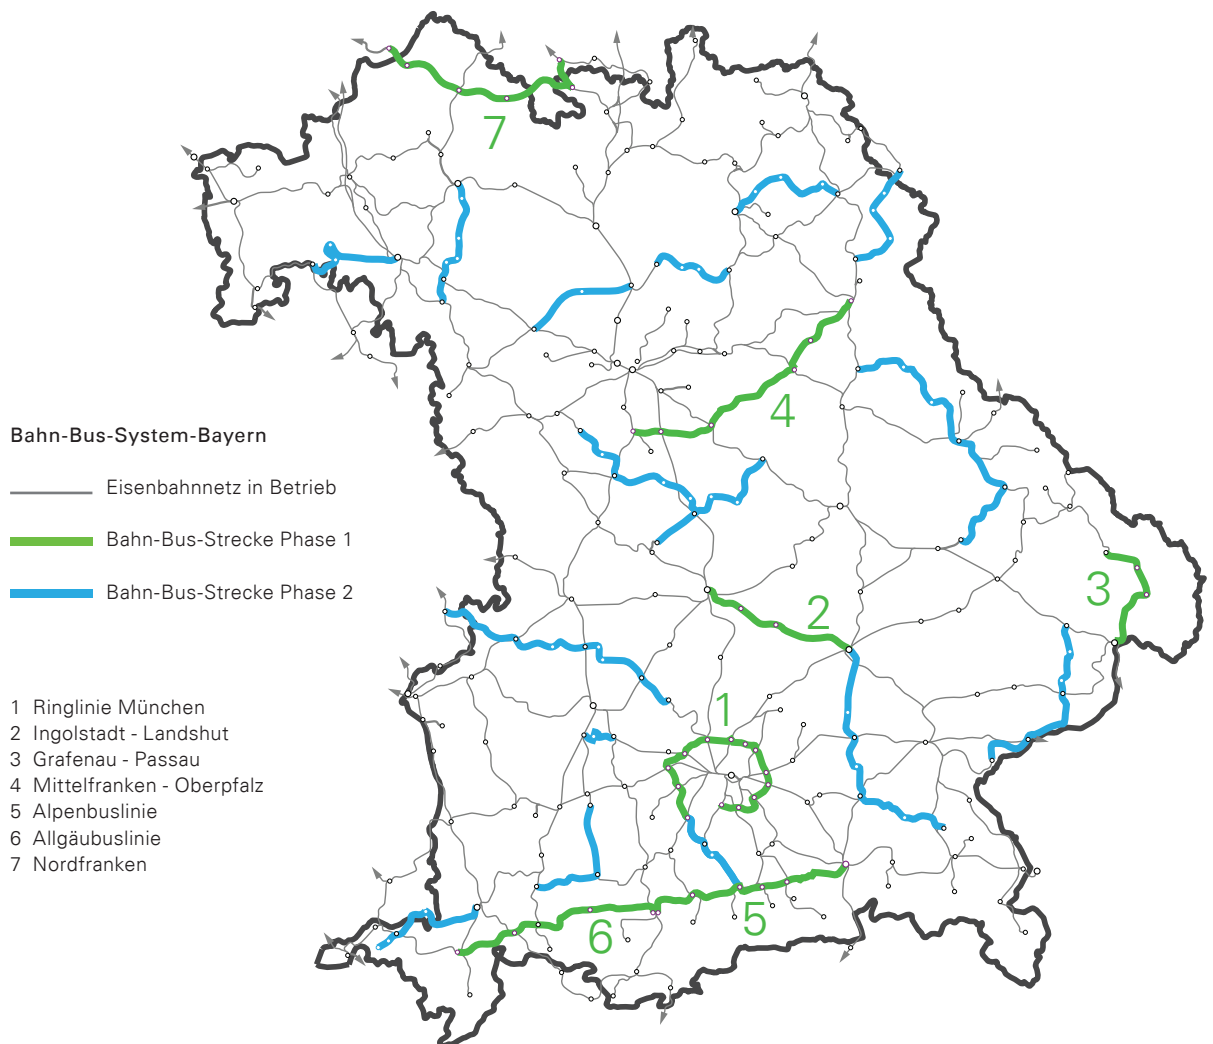 7
4
Bahn-Bus-System-Bayern
Eisenbahnnetz in Betrieb
Bahn-Bus-Strecke Phase 1
Bahn-Bus-Strecke Phase 2
3
2
1 Ringlinie München
2 Ingolstadt - Landshut
3 Grafenau - Passau
4 Mittelfranken - Oberpfalz
5 Alpenbuslinie
6 Allgäubuslinie
7 Nordfranken
1
5
6